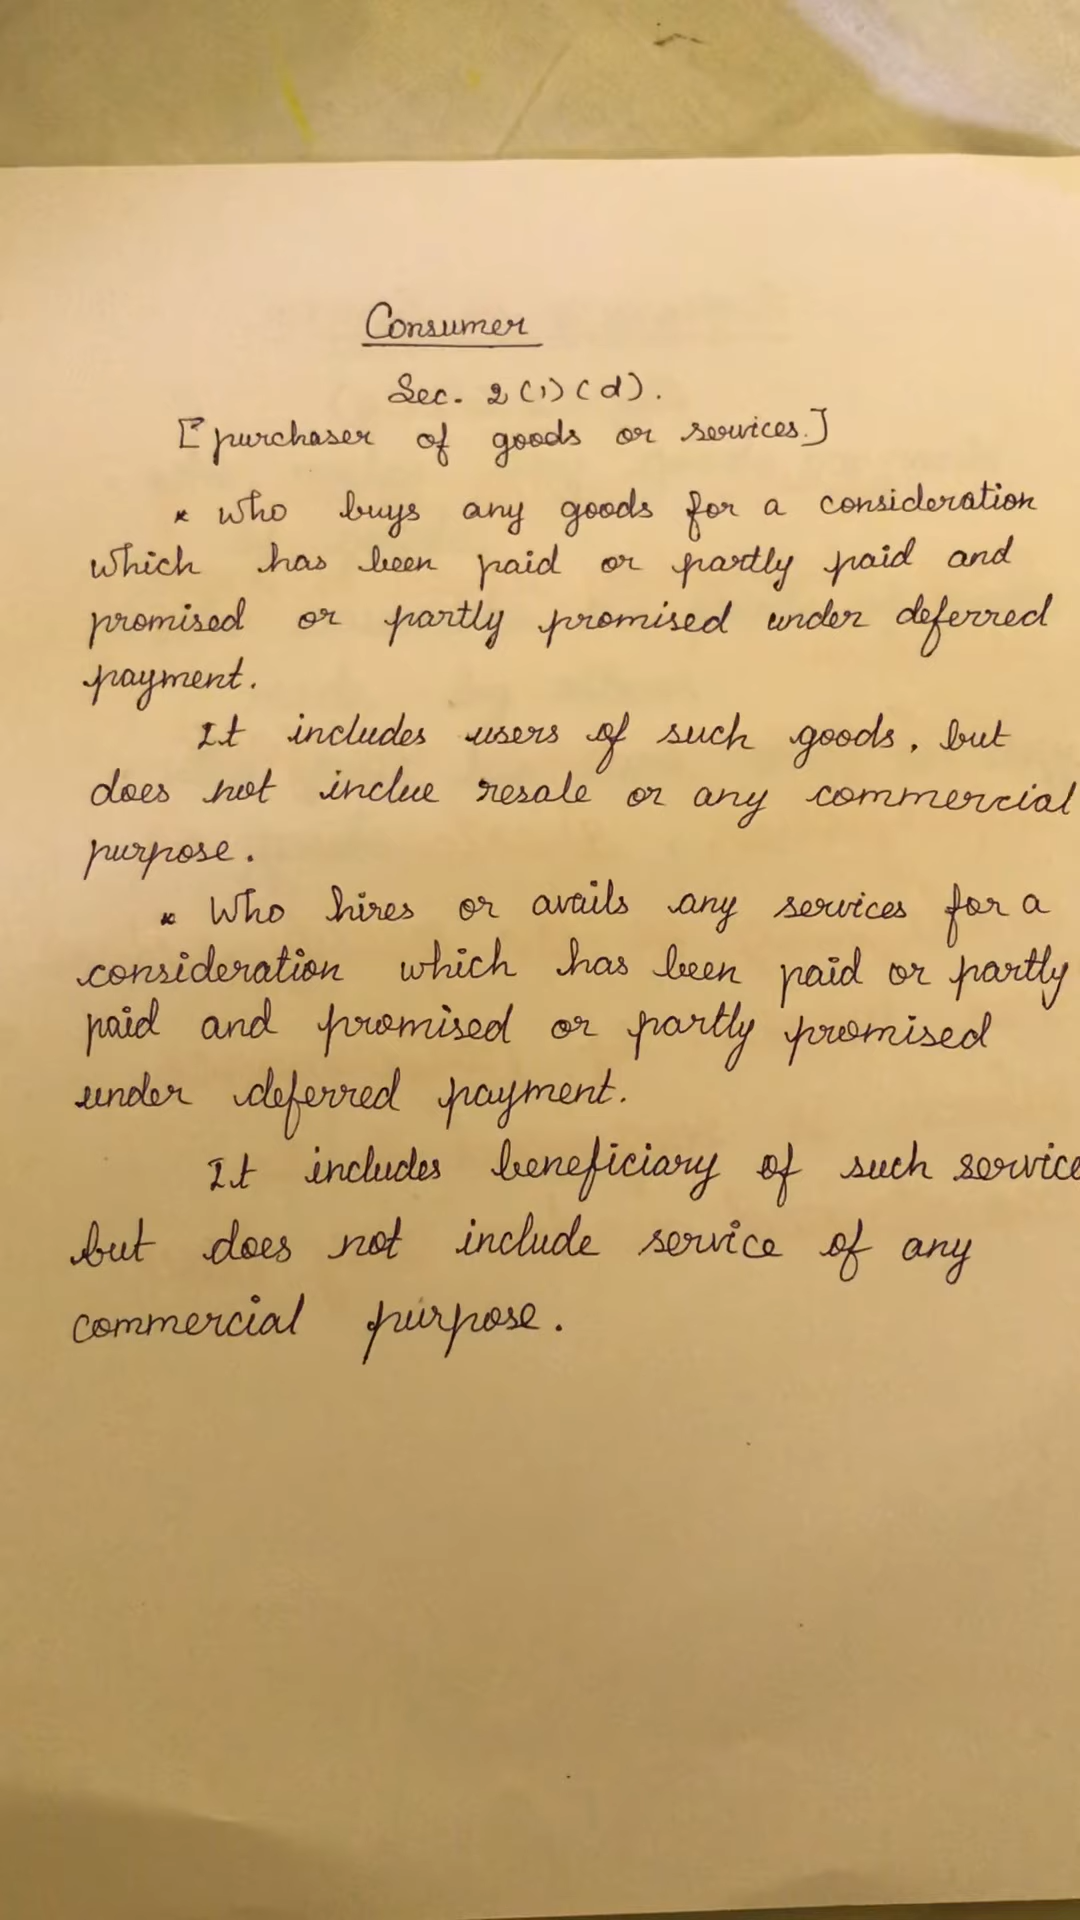 Consumer
Sec. 2(1)(d).
[purchaser of goods or services.]
* Who buys any goods for a consideration
which has been paid or partly paid and
promised or partly promised under deferred
payment.
It includes users of such goods, but
does not inclue resale or any commercial
purpose.
* Who hires or avails any services for a
consideration which has been paid or partly
paid and promised or partly promised
under deferred payment.
It includes beneficiary of such service
but does not include service of any
commercial purpose.